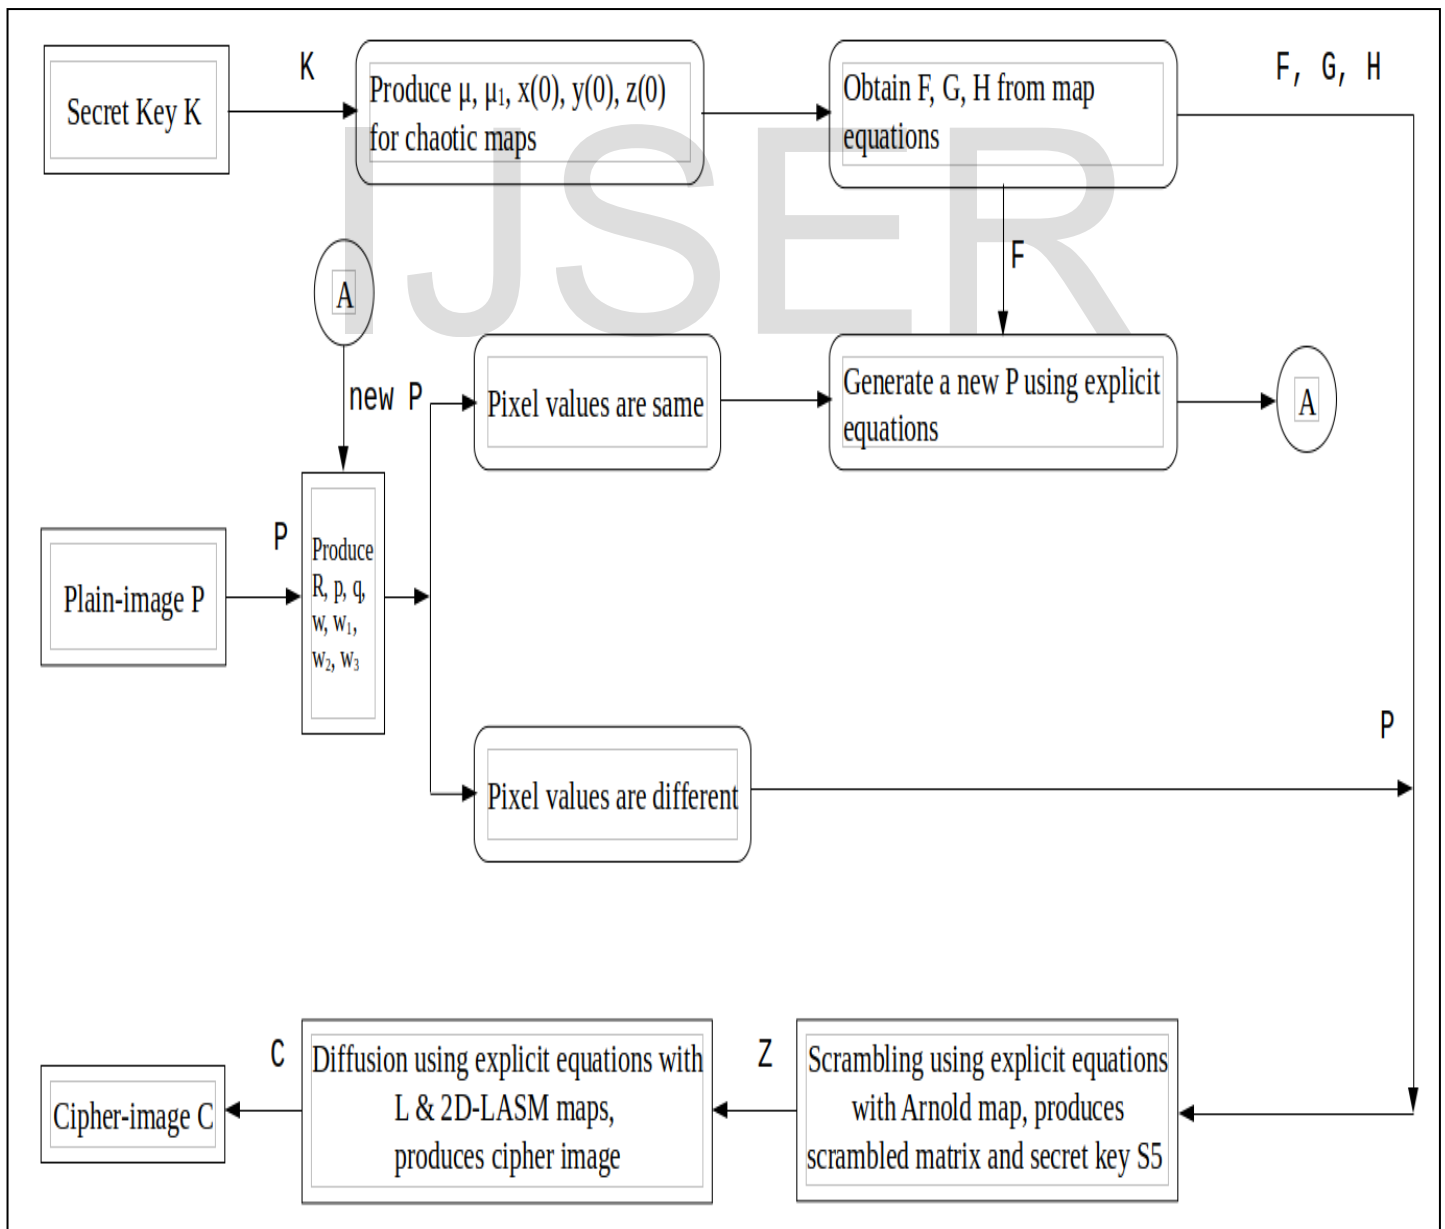 Secret Key K
K
Produce μ, μ₁, x(0), y(0), z(0)
for chaotic maps
Obtain F, G, H from map
equations
F, G, H
IJSER
F
A
new P
Pixel values are same
Generate a new P using explicit
equations
A
Plain-image P
P
Produce
R, p, q,
w, w₁,
w₂, w₃
Pixel values are different
P
Scrambling using explicit equations
with Arnold map, produces
scrambled matrix and secret key S5
Z
Diffusion using explicit equations with
L & 2D-LASM maps,
produces cipher image
C
Cipher-image C